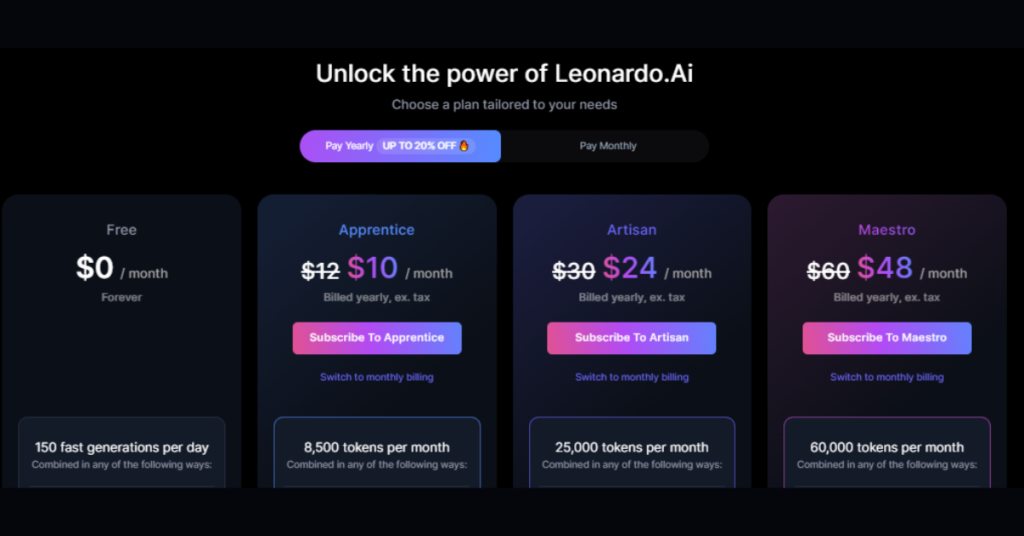 Unlock the power of Leonardo.Ai
Choose a plan tailored to your needs
Pay Yearly UP TO 20% OFF 🔥
Pay Monthly
Free
$0 / month
Forever
150 fast generations per day
Combined in any of the following ways:
Apprentice
$12 $10 / month
Billed yearly, ex. tax
Subscribe To Apprentice
Switch to monthly billing
8,500 tokens per month
Combined in any of the following ways:
Artisan
$30 $24 / month
Billed yearly, ex. tax
Subscribe To Artisan
Switch to monthly billing
25,000 tokens per month
Combined in any of the following ways:
Maestro
$60 $48 / month
Billed yearly, ex. tax
Subscribe To Maestro
Switch to monthly billing
60,000 tokens per month
Combined in any of the following ways: